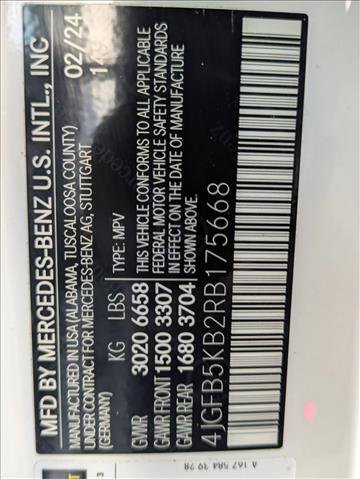 MFD BY MERCEDES-BENZ U.S. INTL., INC
MANUFACTURED IN USA (ALABAMA, TUSCALOOSA COUNTY) 02/24
UNDER CONTRACT FOR MERCEDES-BENZ AG, STUTTGART
(GERMANY) TYPE: MPV
KG LBS
GVWR 3020 6658
GAWR FRONT 1500 3307
GAWR REAR 1680 3704
THIS VEHICLE CONFORMS TO ALL APPLICABLE
FEDERAL MOTOR VEHICLE SAFETY STANDARDS
IN EFFECT ON THE DATE OF MANUFACTURE
SHOWN ABOVE.
4JGFB5KB2RB175668
A 167 584 39 28